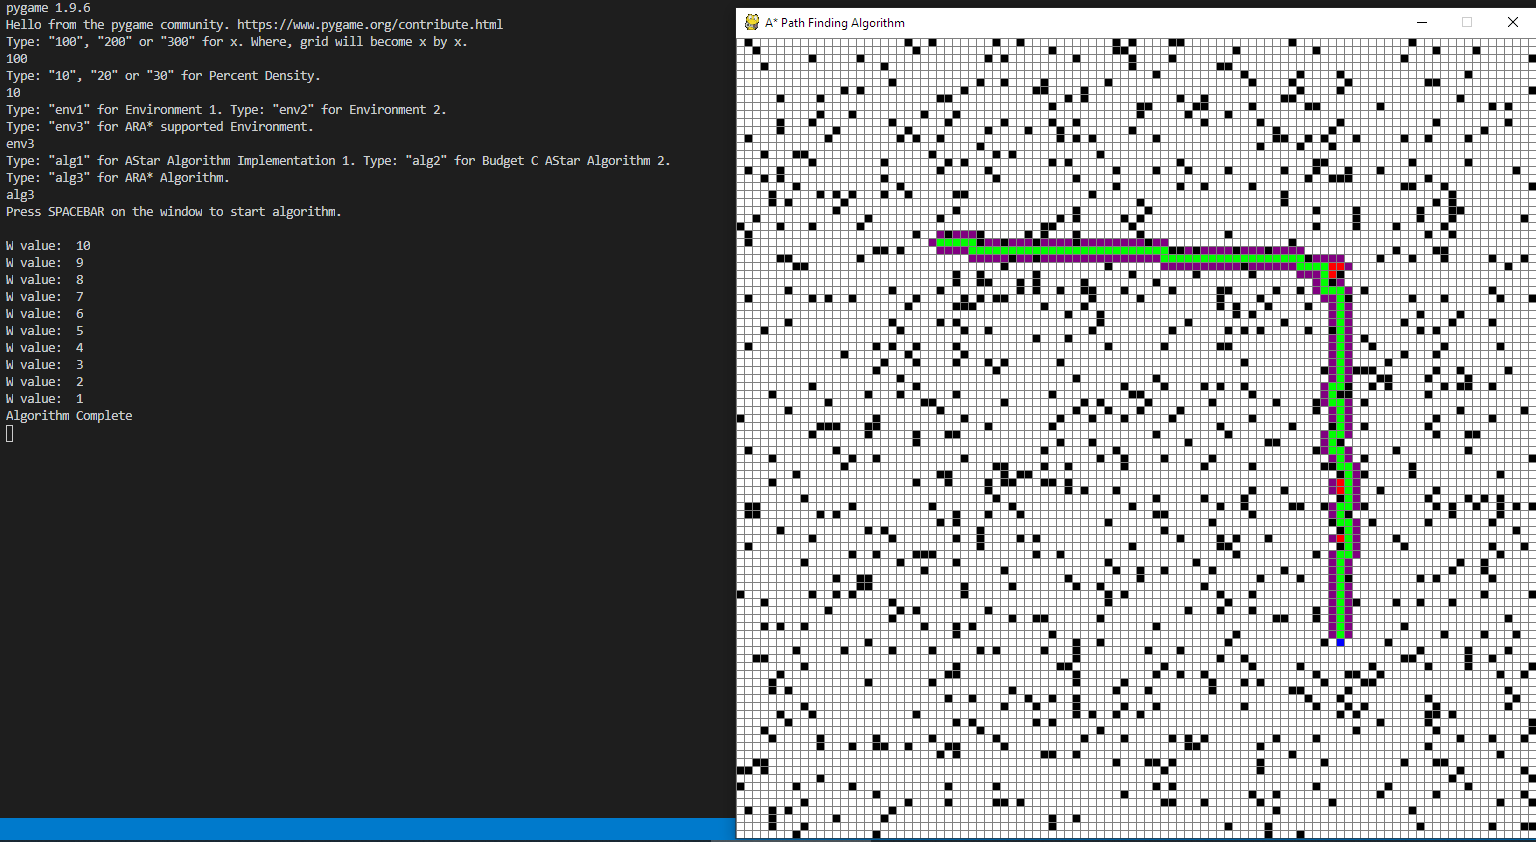 pygame 1.9.6
Hello from the pygame community. https://www.pygame.org/contribute.html
Type: "100", "200" or "300" for x. Where, grid will become x by x.
100
Type: "10", "20" or "30" for Percent Density.
10
Type: "env1" for Environment 1. Type: "env2" for Environment 2.
Type: "env3" for ARA* supported Environment.
env3
Type: "alg1" for AStar Algorithm Implementation 1. Type: "alg2" for Budget C AStar Algorithm 2.
Type: "alg3" for ARA* Algorithm.
alg3
Press SPACEBAR on the window to start algorithm.
W value:  10
W value:  9
W value:  8
W value:  7
W value:  6
W value:  5
W value:  4
W value:  3
W value:  2
W value:  1
Algorithm Complete
A* Path Finding Algorithm